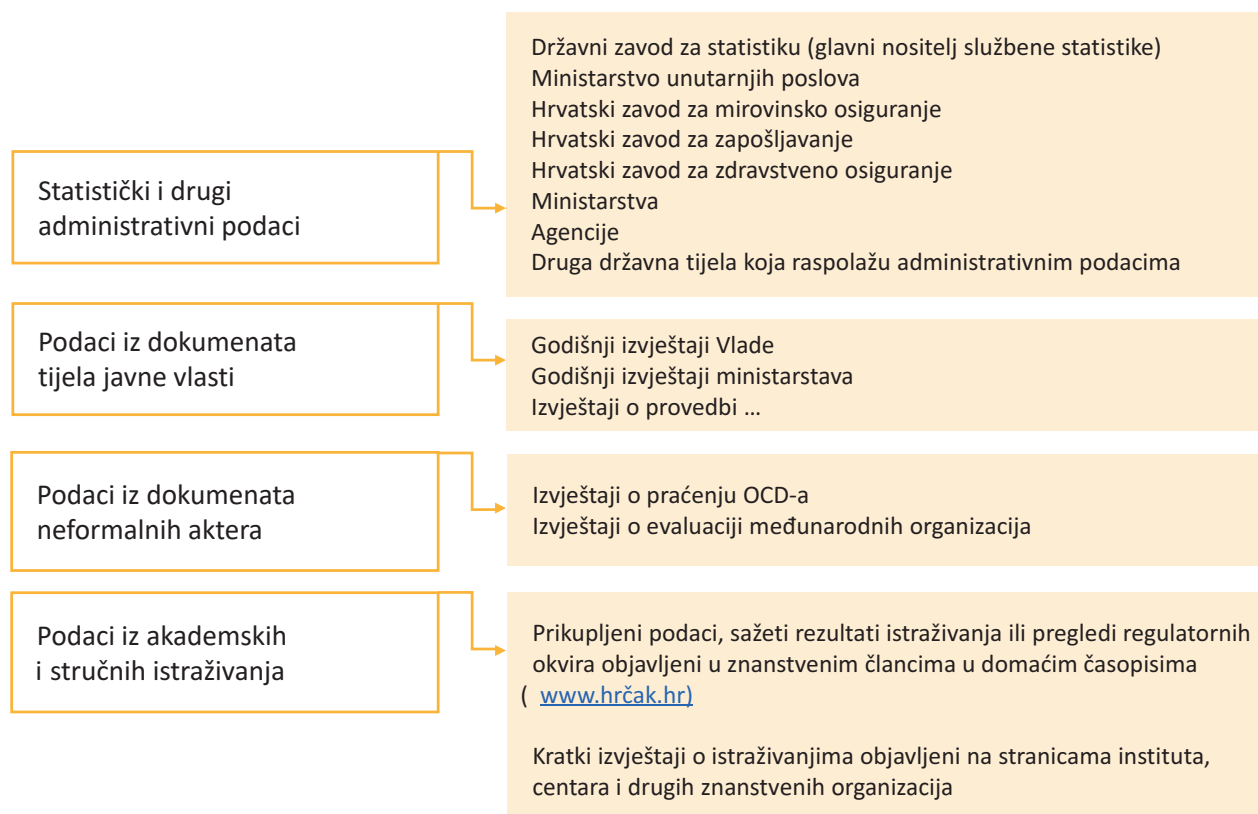 Statistički i drugi
administrativni podaci
Državni zavod za statistiku (glavni nositelj službene statistike)
Ministarstvo unutarnjih poslova
Hrvatski zavod za mirovinsko osiguranje
Hrvatski zavod za zapošljavanje
Hrvatski zavod za zdravstveno osiguranje
Ministarstva
Agencije
Druga državna tijela koja raspolažu administrativnim podacima
Podaci iz dokumenata
tijela javne vlasti
Godišnji izvještaji Vlade
Godišnji izvještaji ministarstava
Izvještaji o provedbi …
Podaci iz dokumenata
neformalnih aktera
Izvještaji o praćenju OCD-a
Izvještaji o evaluaciji međunarodnih organizacija
Podaci iz akademskih
i stručnih istraživanja
Prikupljeni podaci, sažeti rezultati istraživanja ili pregledi regulatornih
okvira objavljeni u znanstvenim člancima u domaćim časopisima
( www.hrčak.hr)
Kratki izvještaji o istraživanjima objavljeni na stranicama instituta,
centara i drugih znanstvenih organizacija